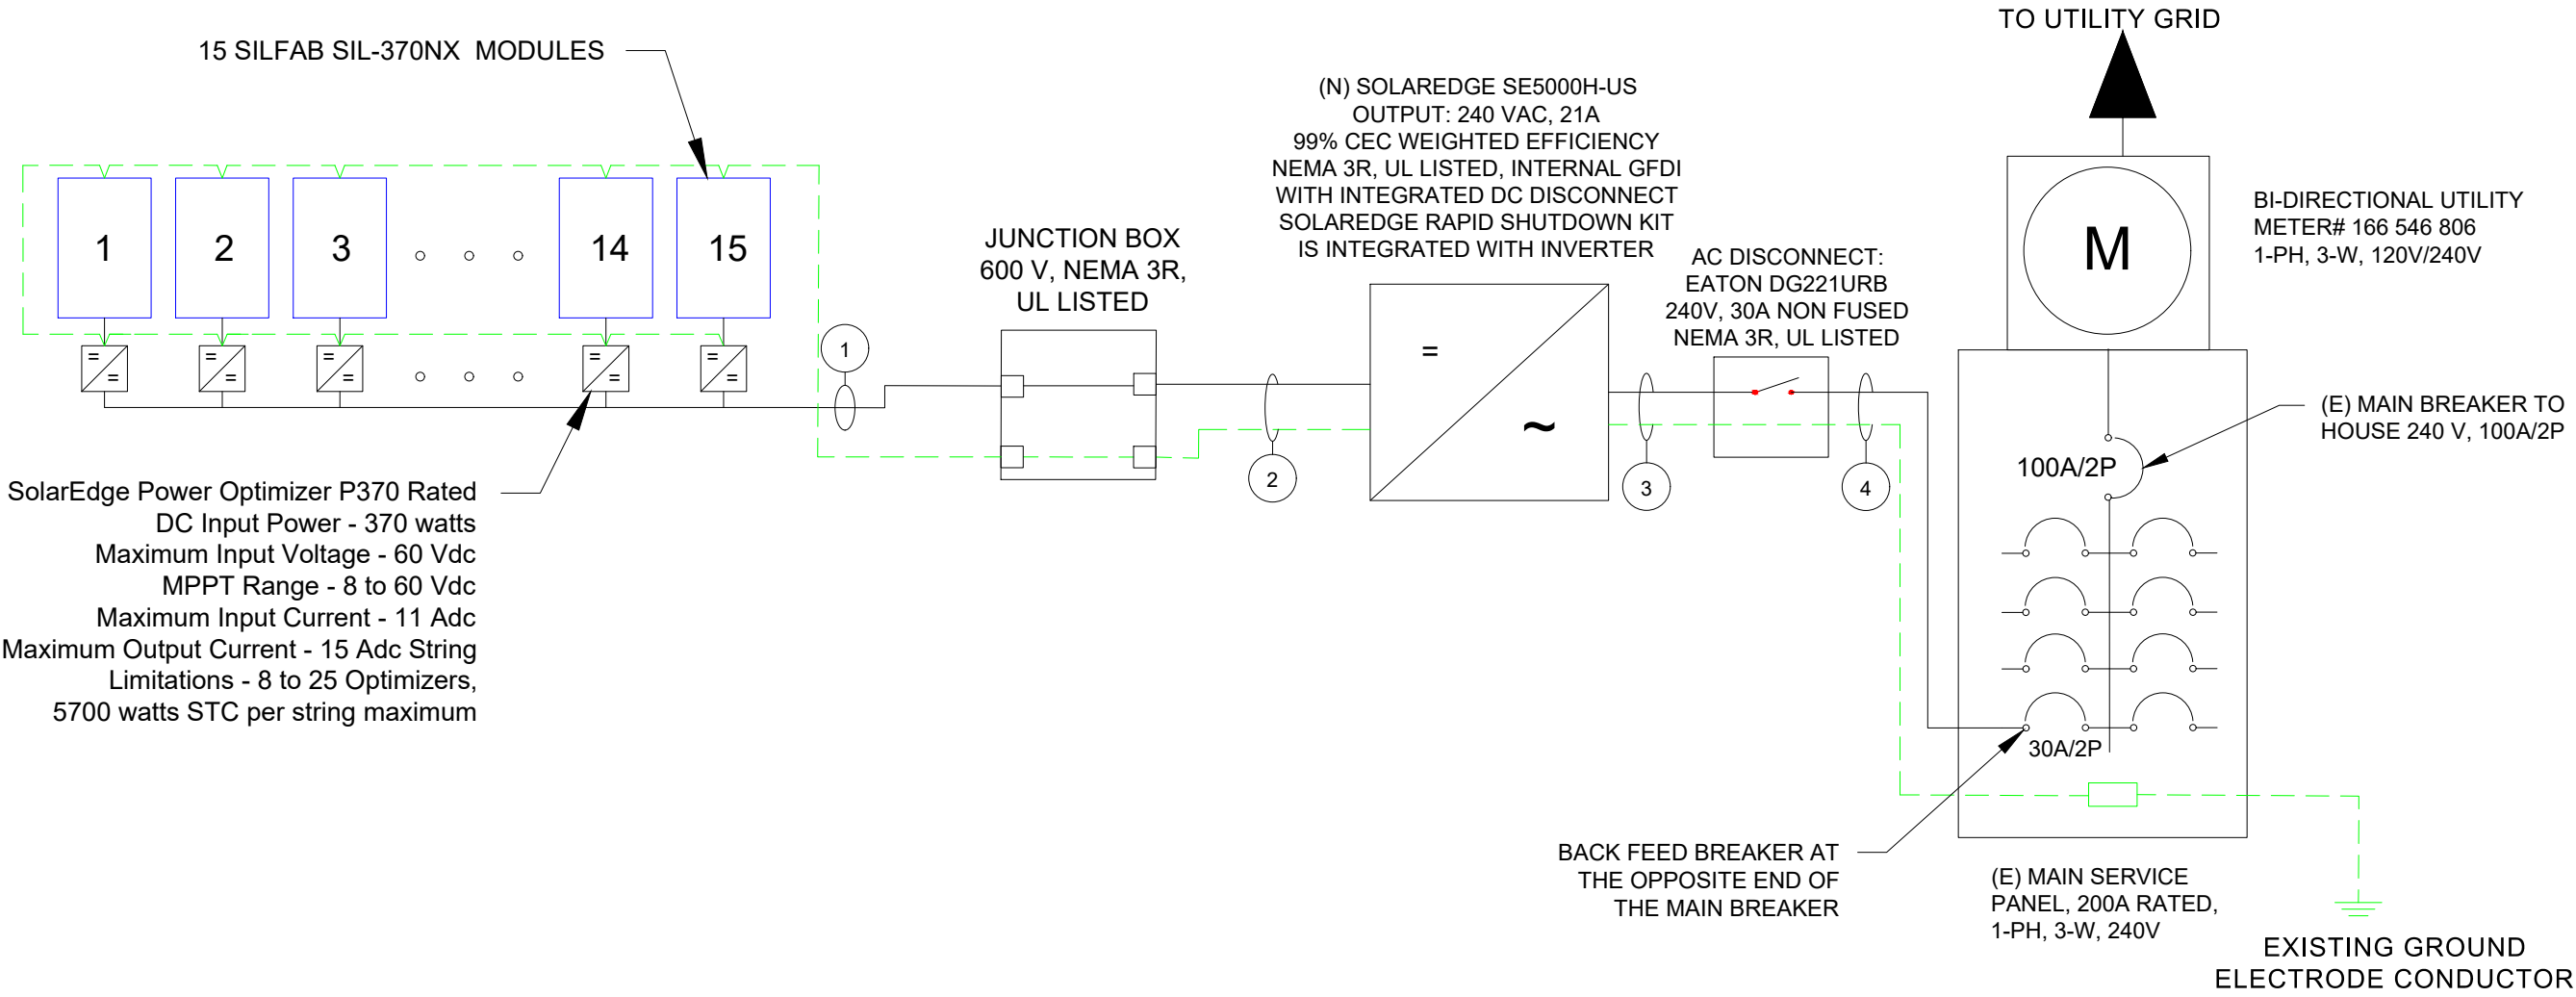 TO UTILITY GRID
15 SILFAB SIL-370NX MODULES
(N) SOLAREDGE SE5000H-US
OUTPUT: 240 VAC, 21A
99% CEC WEIGHTED EFFICIENCY
NEMA 3R, UL LISTED, INTERNAL GFDI
WITH INTEGRATED DC DISCONNECT
SOLAREDGE RAPID SHUTDOWN KIT
IS INTEGRATED WITH INVERTER
1
2
3
14
15
JUNCTION BOX
600 V, NEMA 3R,
UL LISTED
AC DISCONNECT:
EATON DG221URB
240V, 30A NON FUSED
NEMA 3R, UL LISTED
M
BI-DIRECTIONAL UTILITY
METER# 166 546 806
1-PH, 3-W, 120V/240V
=
=
=
=
=
=
=
=
=
=
1
2
=
~
3
4
(E) MAIN BREAKER TO
HOUSE 240 V, 100A/2P
100A/2P
SolarEdge Power Optimizer P370 Rated
DC Input Power - 370 watts
Maximum Input Voltage - 60 Vdc
MPPT Range - 8 to 60 Vdc
Maximum Input Current - 11 Adc
Maximum Output Current - 15 Adc String
Limitations - 8 to 25 Optimizers,
5700 watts STC per string maximum
30A/2P
BACK FEED BREAKER AT
THE OPPOSITE END OF
THE MAIN BREAKER
(E) MAIN SERVICE
PANEL, 200A RATED,
1-PH, 3-W, 240V
EXISTING GROUND
ELECTRODE CONDUCTOR